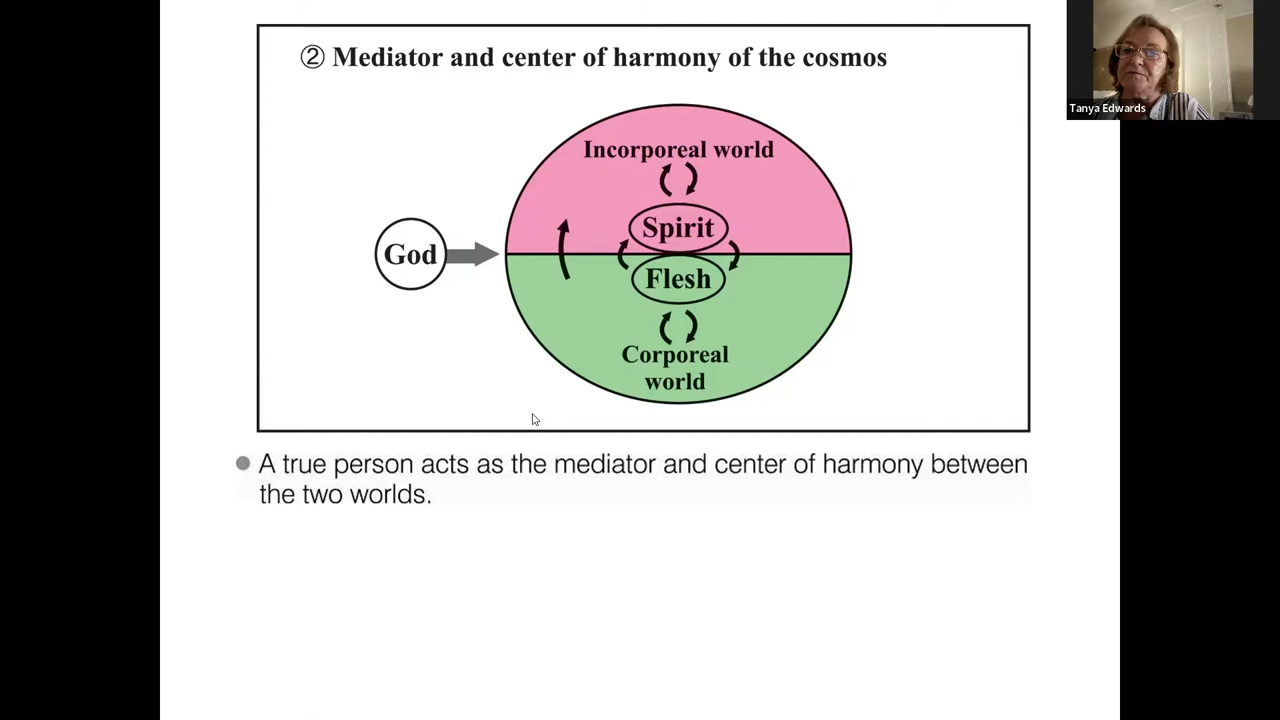 ② Mediator and center of harmony of the cosmos
Tanya Edwards
Incorporeal world
Spirit
God
Flesh
Corporeal
world
A true person acts as the mediator and center of harmony between
the two worlds.